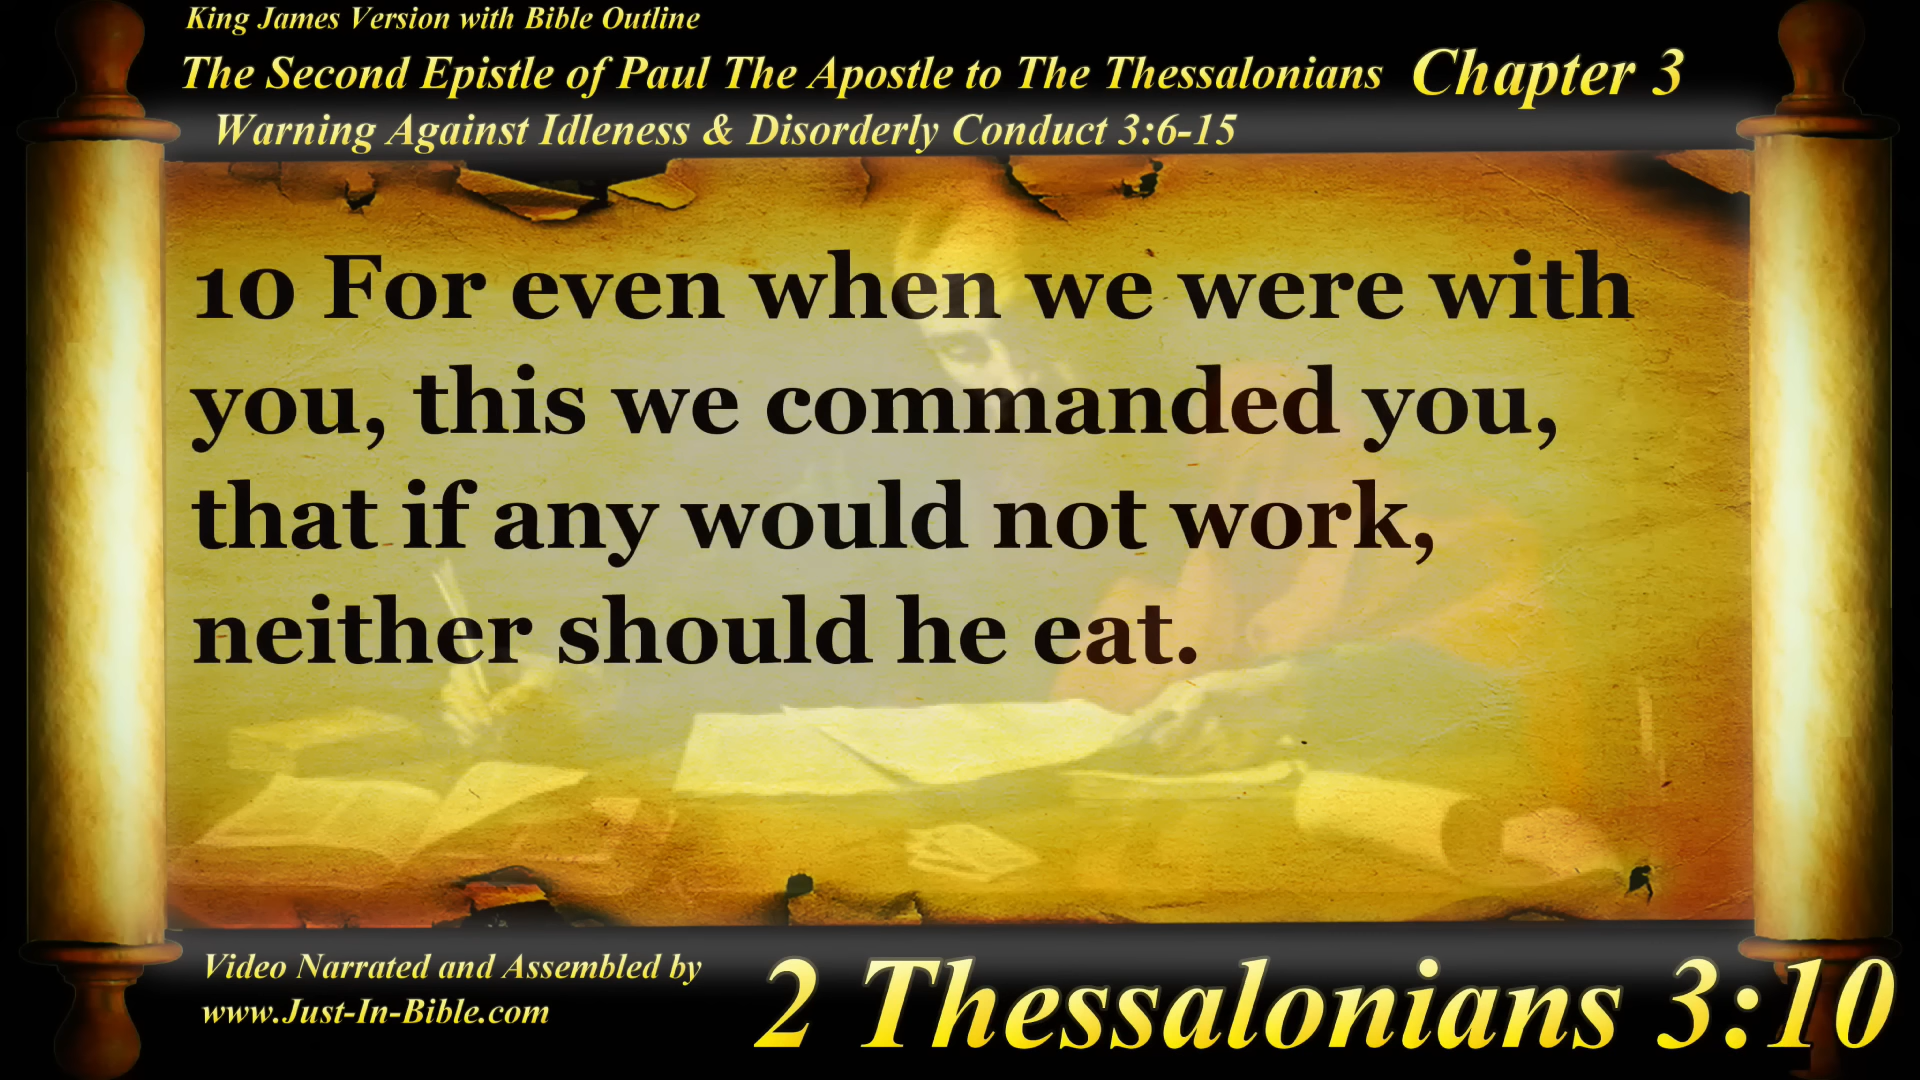 King James Version with Bible Outline
The Second Epistle of Paul The Apostle to The Thessalonians Chapter 3
Warning Against Idleness & Disorderly Conduct 3:6-15
10 For even when we were with
you, this we commanded you,
that if any would not work,
neither should he eat.
Video Narrated and Assembled by
www.Just-In-Bible.com
2 Thessalonians 3:10